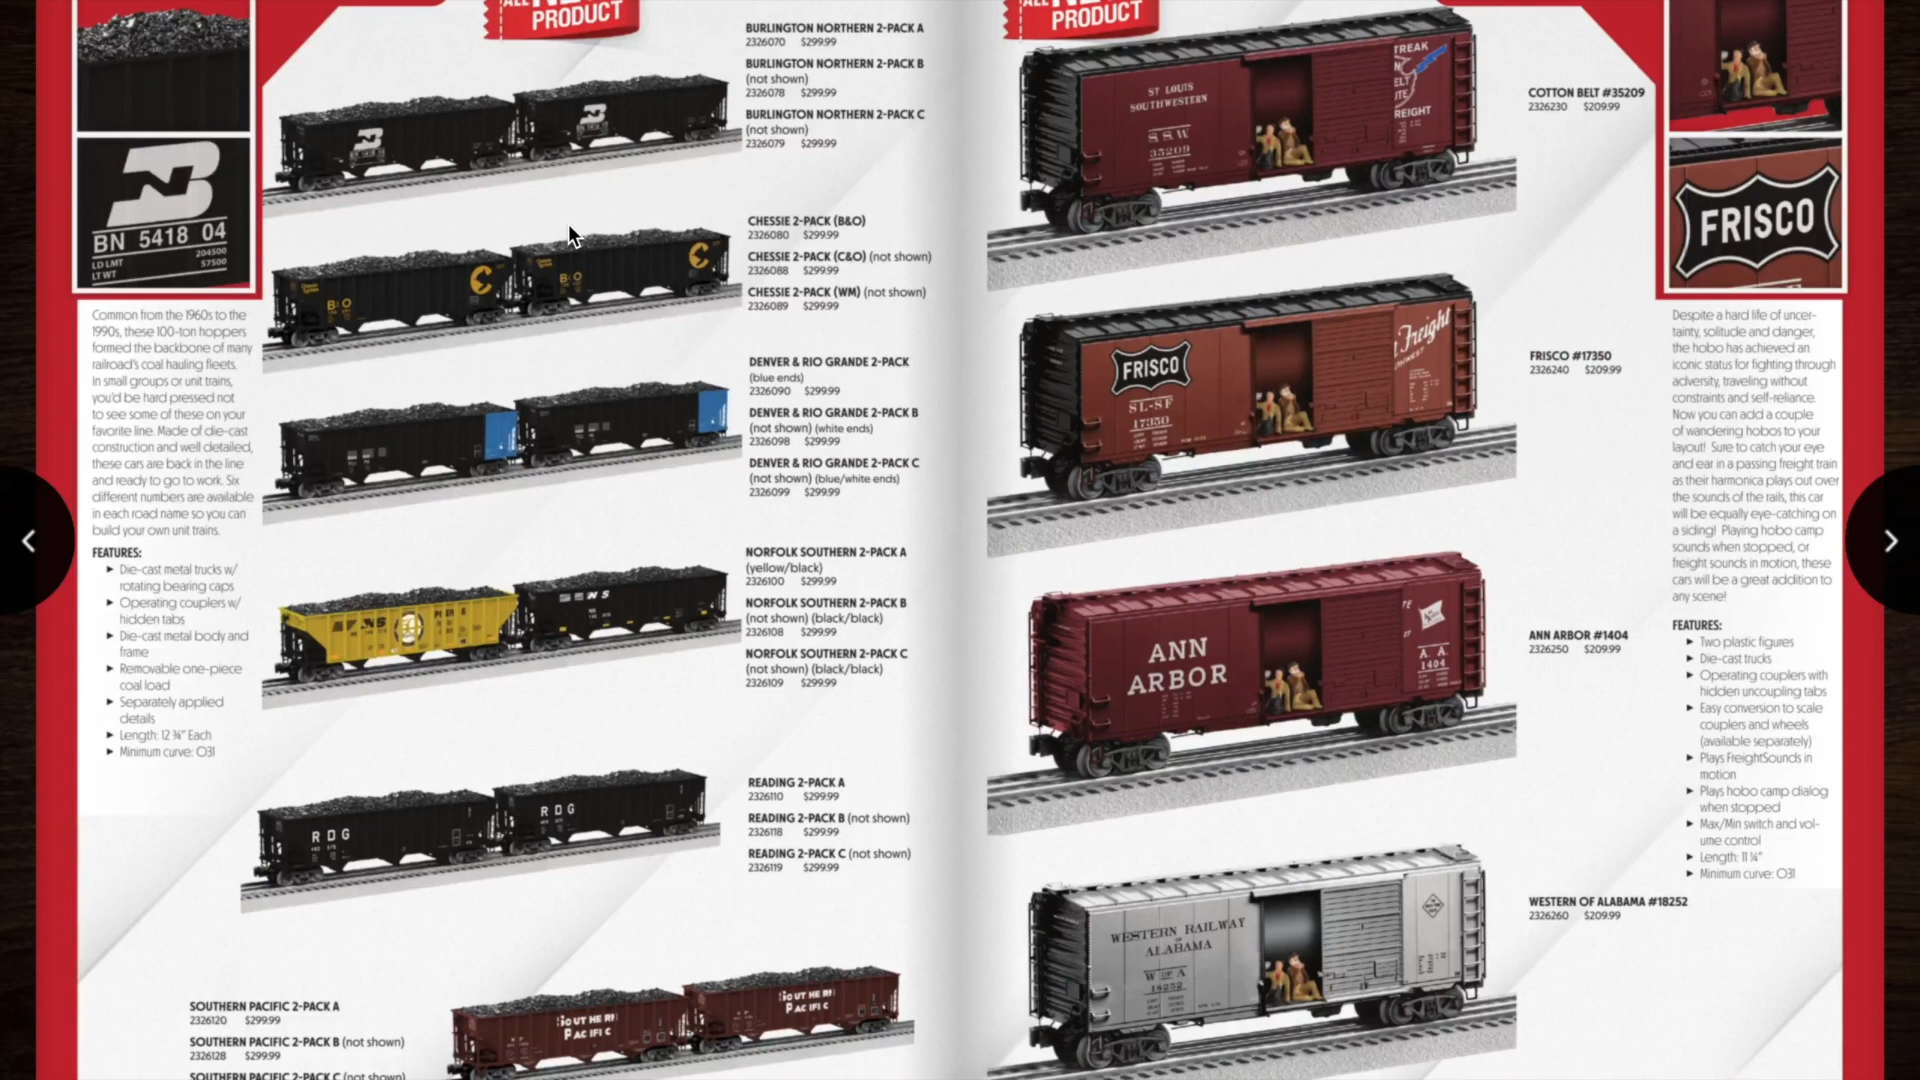 ALL NEW
PRODUCT
BN 5418 04
LD LMT 204500
LT WT 57500
Common from the 1960s to the
1990s, these 100-ton hoppers
formed the backbone of many
railroad's coal hauling fleets.
In small groups or unit trains,
you'd be hard pressed not
to see some of these on your
favorite line. Made of die-cast
construction and well detailed,
these cars are back in the line
and ready to go to work. Six
different numbers are available
in each road name so you can
build your own unit trains.
FEATURES:
► Die-cast metal trucks w/
rotating bearing caps
► Operating couplers w/
hidden tabs
► Die-cast metal body and
frame
► Removable one-piece
coal load
► Separately applied
details
► Length: 12 ¾" Each
► Minimum curve: O31
BURLINGTON NORTHERN 2-PACK A
2326070 $299.99
BURLINGTON NORTHERN 2-PACK B
(not shown)
2326078 $299.99
BURLINGTON NORTHERN 2-PACK C
(not shown)
2326079 $299.99
CHESSIE 2-PACK (B&O)
2326080 $299.99
CHESSIE 2-PACK (C&O) (not shown)
2326088 $299.99
CHESSIE 2-PACK (WM) (not shown)
2326089 $299.99
B&O
B&O
DENVER & RIO GRANDE 2-PACK
(blue ends)
2326090 $299.99
DENVER & RIO GRANDE 2-PACK B
(not shown) (white ends)
2326098 $299.99
DENVER & RIO GRANDE 2-PACK C
(not shown) (blue/white ends)
2326099 $299.99
NORFOLK SOUTHERN 2-PACK A
(yellow/black)
2326100 $299.99
NORFOLK SOUTHERN 2-PACK B
(not shown) (black/black)
2326108 $299.99
NORFOLK SOUTHERN 2-PACK C
(not shown) (black/black)
2326109 $299.99
NS
NS
READING 2-PACK A
2326110 $299.99
READING 2-PACK B (not shown)
2326118 $299.99
READING 2-PACK C (not shown)
2326119 $299.99
RDG
RDG
SOUTHERN PACIFIC 2-PACK A
2326120 $299.99
SOUTHERN PACIFIC 2-PACK B (not shown)
2326128 $299.99
SOUTHERN PACIFIC 2-PACK C (not shown)
SOUTHERN
PACIFIC
SOUTHERN
PACIFIC
ALL NEW
PRODUCT
ST LOUIS
SOUTHWESTERN
S.S.W
35209
TREAK
FREIGHT
COTTON BELT #35209
2326230 $209.99
FRISCO
SL-SF
17350
Freight
FRISCO #17350
2326240 $209.99
ANN
ARBOR
A. A.
1404
ANN ARBOR #1404
2326250 $209.99
WESTERN RAILWAY
OF
ALABAMA
W OF A
18252
WESTERN OF ALABAMA #18252
2326260 $209.99
FRISCO
Despite a hard life of uncer-
tainty, solitude and danger,
the hobo has achieved an
iconic status for fighting through
adversity, traveling without
constraints and self-reliance.
Now you can add a couple
of wandering hobos to your
layout! Sure to catch your eye
and ear in a passing freight train
as their harmonica plays out over
the sounds of the rails, this car
will be equally eye-catching on
a siding! Playing hobo camp
sounds when stopped, or
freight sounds in motion, these
cars will be a great addition to
any scene!
FEATURES:
► Two plastic figures
► Die-cast trucks
► Operating couplers with
hidden uncoupling tabs
► Easy conversion to scale
couplers and wheels
(available separately)
► Plays FreightSounds in
motion
► Plays hobo camp dialog
when stopped
► Max/Min switch and vol-
ume control
► Length: 11 ¼"
► Minimum curve: O31